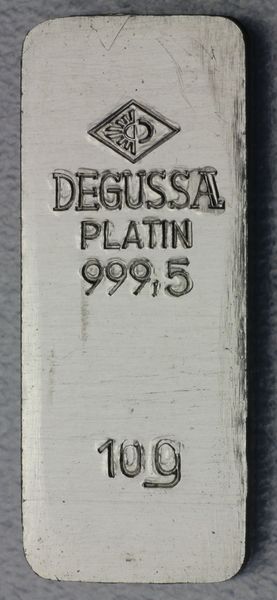 DEGUSSA
PLATIN
999,5
10g